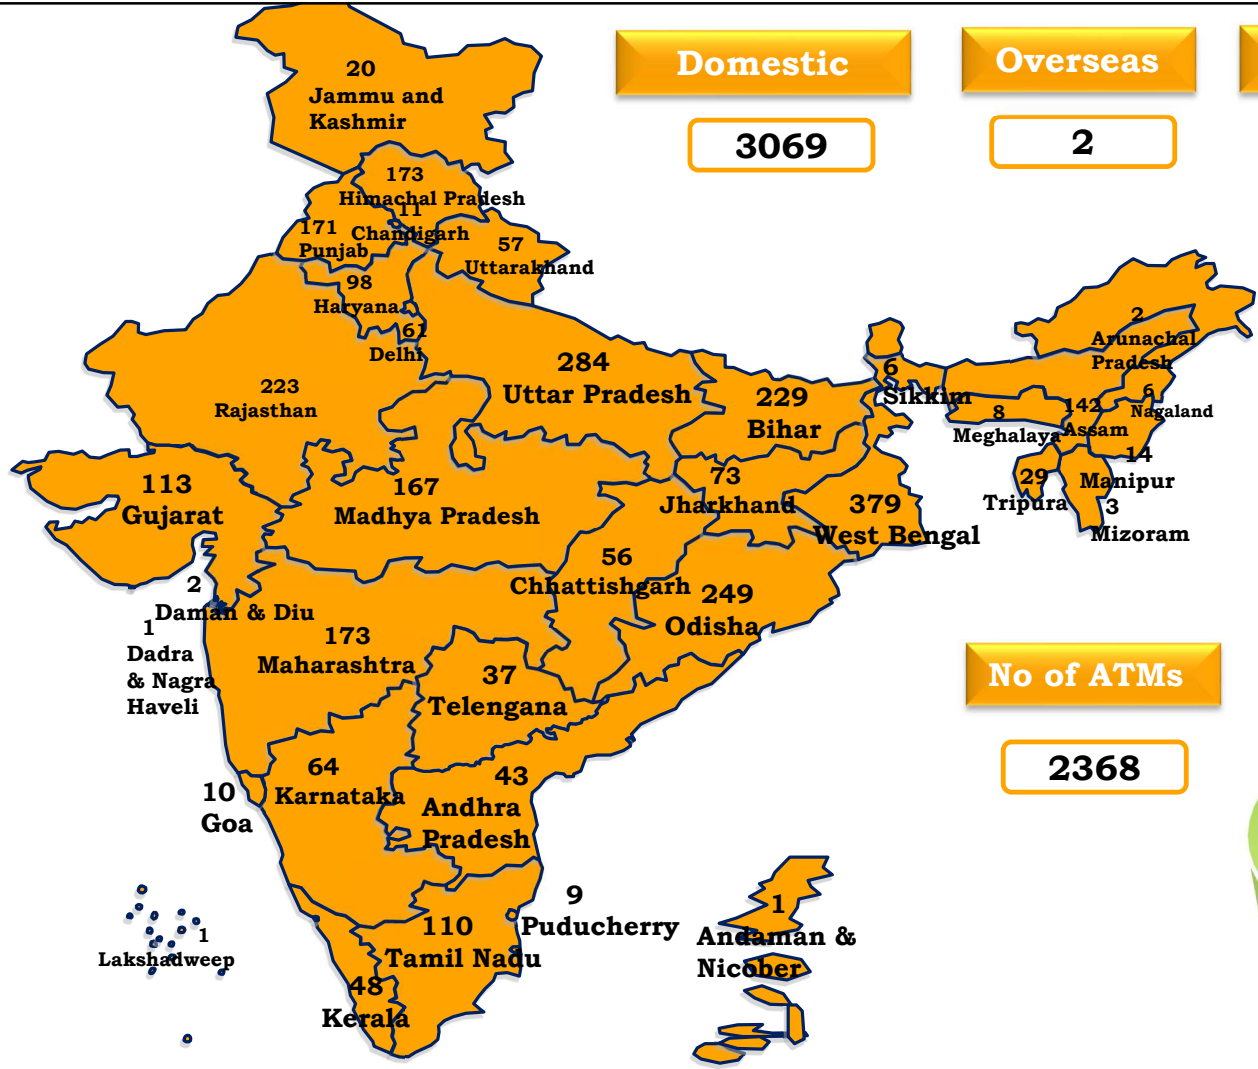 Domestic
Overseas
3069
2
20
Jammu and
Kashmir
173
Himachal Pradesh
11
Chandigarh
171
Punjab
57
Uttarakhand
98
Haryana
61
Delhi
2
Arunachal
Pradesh
284
Uttar Pradesh
223
Rajasthan
229
Bihar
6
Sikkim
6
Nagaland
8
Meghalaya
142
Assam
14
Manipur
29
Tripura
3
Mizoram
113
Gujarat
167
Madhya Pradesh
73
Jharkhand
379
West Bengal
56
Chhattishgarh
249
Odisha
2
Daman & Diu
1
Dadra
& Nagra
Haveli
173
Maharashtra
37
Telengana
No of ATMs
2368
64
Karnataka
43
Andhra
Pradesh
10
Goa
9
Puducherry
1
Andaman &
Nicober
110
Tamil Nadu
1
Lakshadweep
48
Kerala